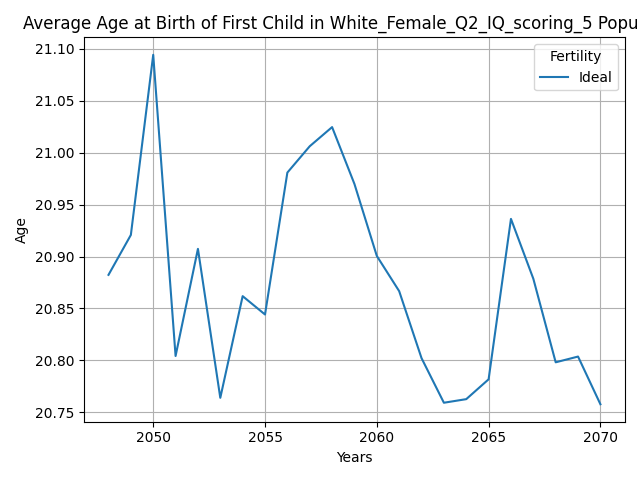 Average Age at Birth of First Child in White_Female_Q2_IQ_scoring_5 Popu
Fertility
Ideal
21.10
21.05
21.00
20.95
20.90
20.85
20.80
20.75
Age
2050 2055 2060 2065 2070
Years